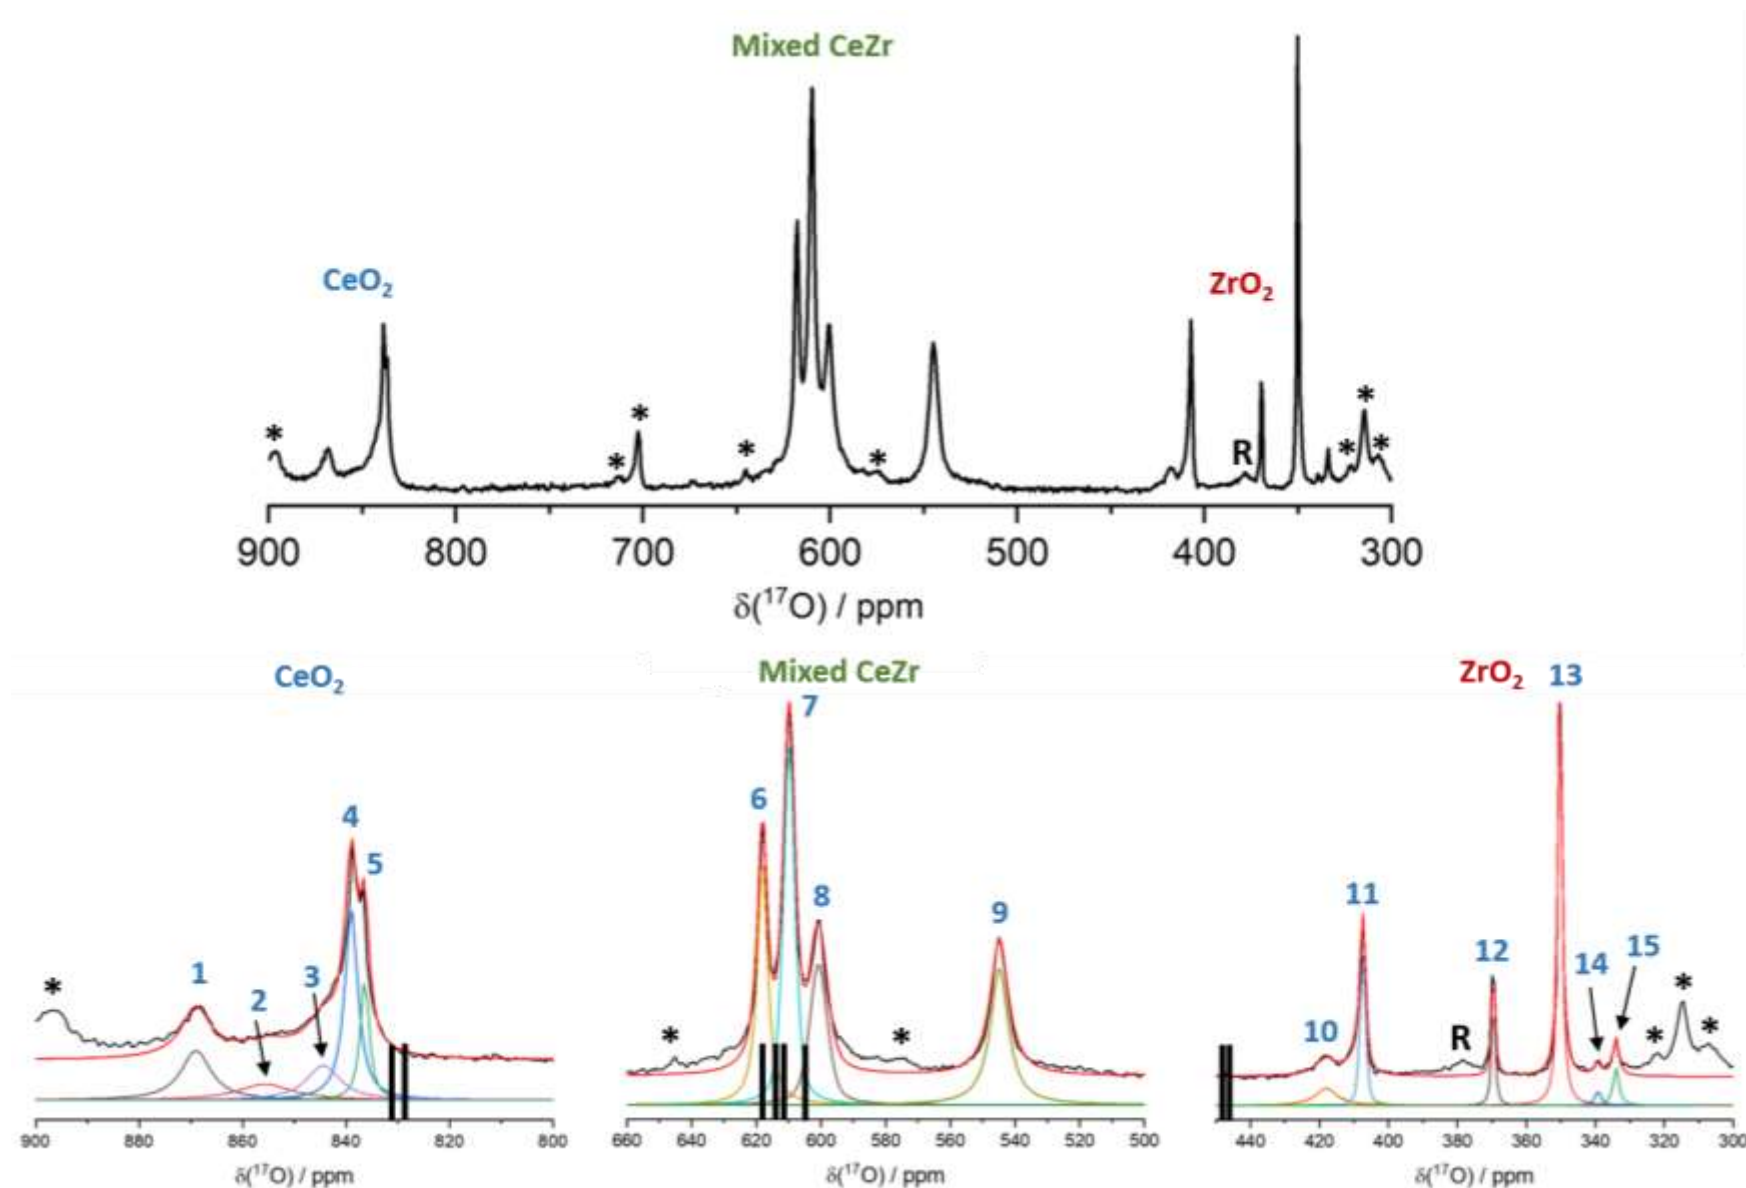 Mixed CeZr
CeO₂
ZrO₂
* * * * * R * * *
900 800 700 600 500 400 300
δ(¹⁷O) / ppm
CeO₂
Mixed CeZr
ZrO₂
* 1 2 3 4 5
900 880 860 840 820 800
δ(¹⁷O) / ppm
* 6 7 8 * 9
660 640 620 600 580 560 540 520 500
δ(¹⁷O) / ppm
10 11 R 12 13 14 15 * * *
440 420 400 380 360 340 320 300
δ(¹⁷O) / ppm